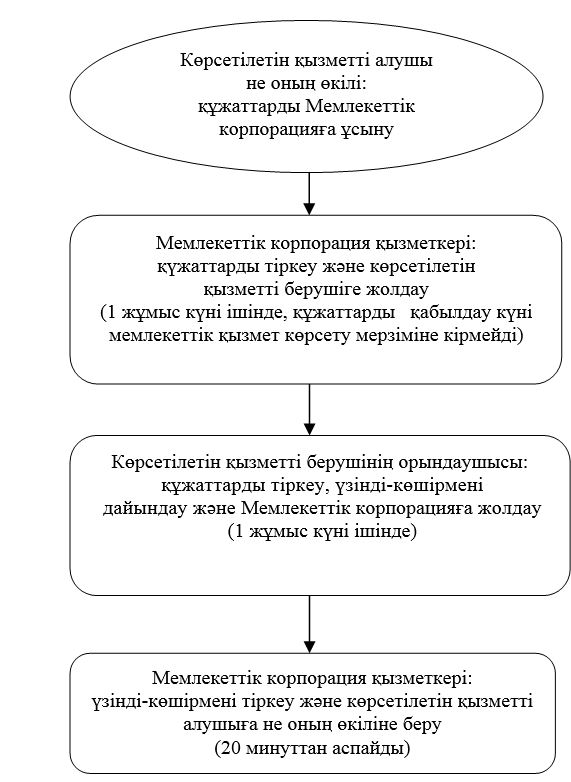 Көрсетілетін қызметті алушы
не оның өкілі:
құжаттарды Мемлекеттік
корпорацияға ұсыну
Мемлекеттік корпорация қызметкері:
құжаттарды тіркеу және көрсетілетін
қызметті берушіге жолдау
(1 жұмыс күні ішінде, құжаттарды қабылдау күні
мемлекеттік қызмет көрсету мерзіміне кірмейді)
Көрсетілетін қызметті берушінің орындаушысы:
құжаттарды тіркеу, үзінді-көшірмені
дайындау және Мемлекеттік корпорацияға жолдау
(1 жұмыс күні ішінде)
Мемлекеттік корпорация қызметкері:
үзінді-көшірмені тіркеу және көрсетілетін қызметті
алушыға не оның өкіліне беру
(20 минуттан аспайды)